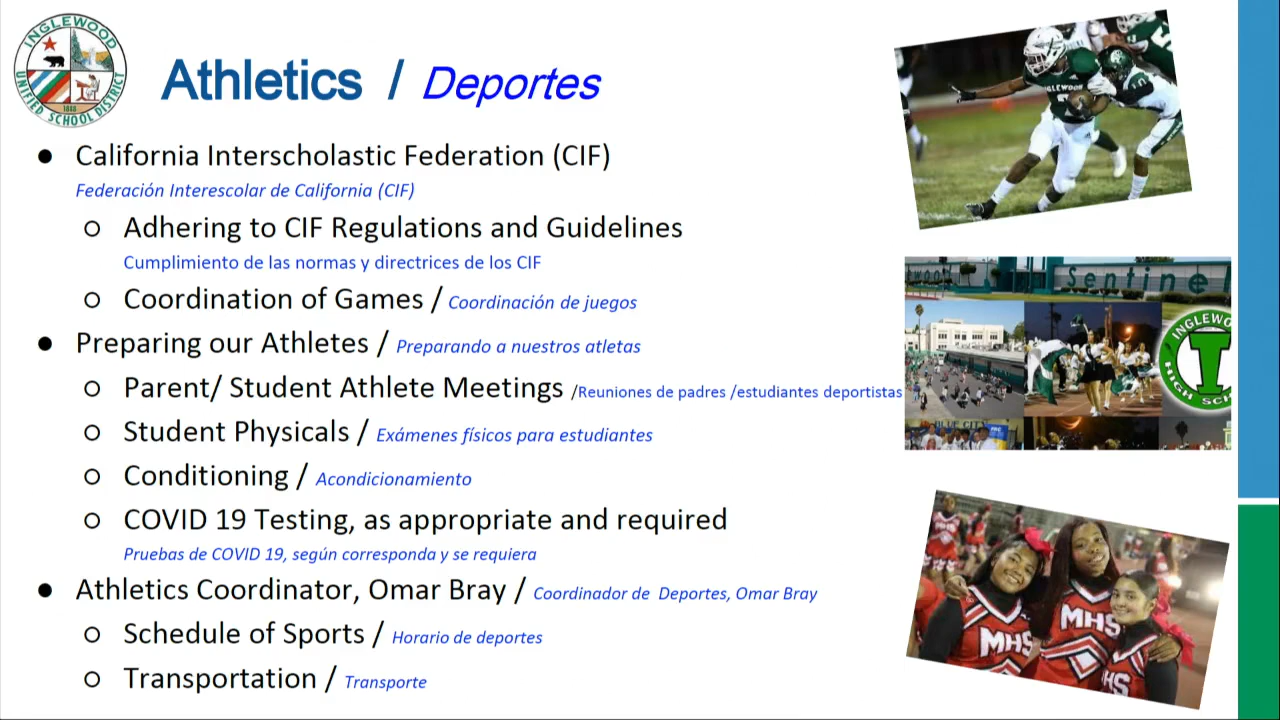 INGLEWOOD
UNIFIED SCHOOL DISTRICT
1888
Athletics / Deportes
● California Interscholastic Federation (CIF)
Federación Interescolar de California (CIF)
○ Adhering to CIF Regulations and Guidelines
Cumplimiento de las normas y directrices de los CIF
○ Coordination of Games / Coordinación de juegos
● Preparing our Athletes / Preparando a nuestros atletas
○ Parent/ Student Athlete Meetings /Reuniones de padres /estudiantes deportistas
○ Student Physicals / Exámenes físicos para estudiantes
○ Conditioning / Acondicionamiento
○ COVID 19 Testing, as appropriate and required
Pruebas de COVID 19, según corresponda y se requiera
● Athletics Coordinator, Omar Bray / Coordinador de Deportes, Omar Bray
○ Schedule of Sports / Horario de deportes
○ Transportation / Transporte
Sentinel
INGLEWO
I
HIGH SCH
MHS
MHS
HS